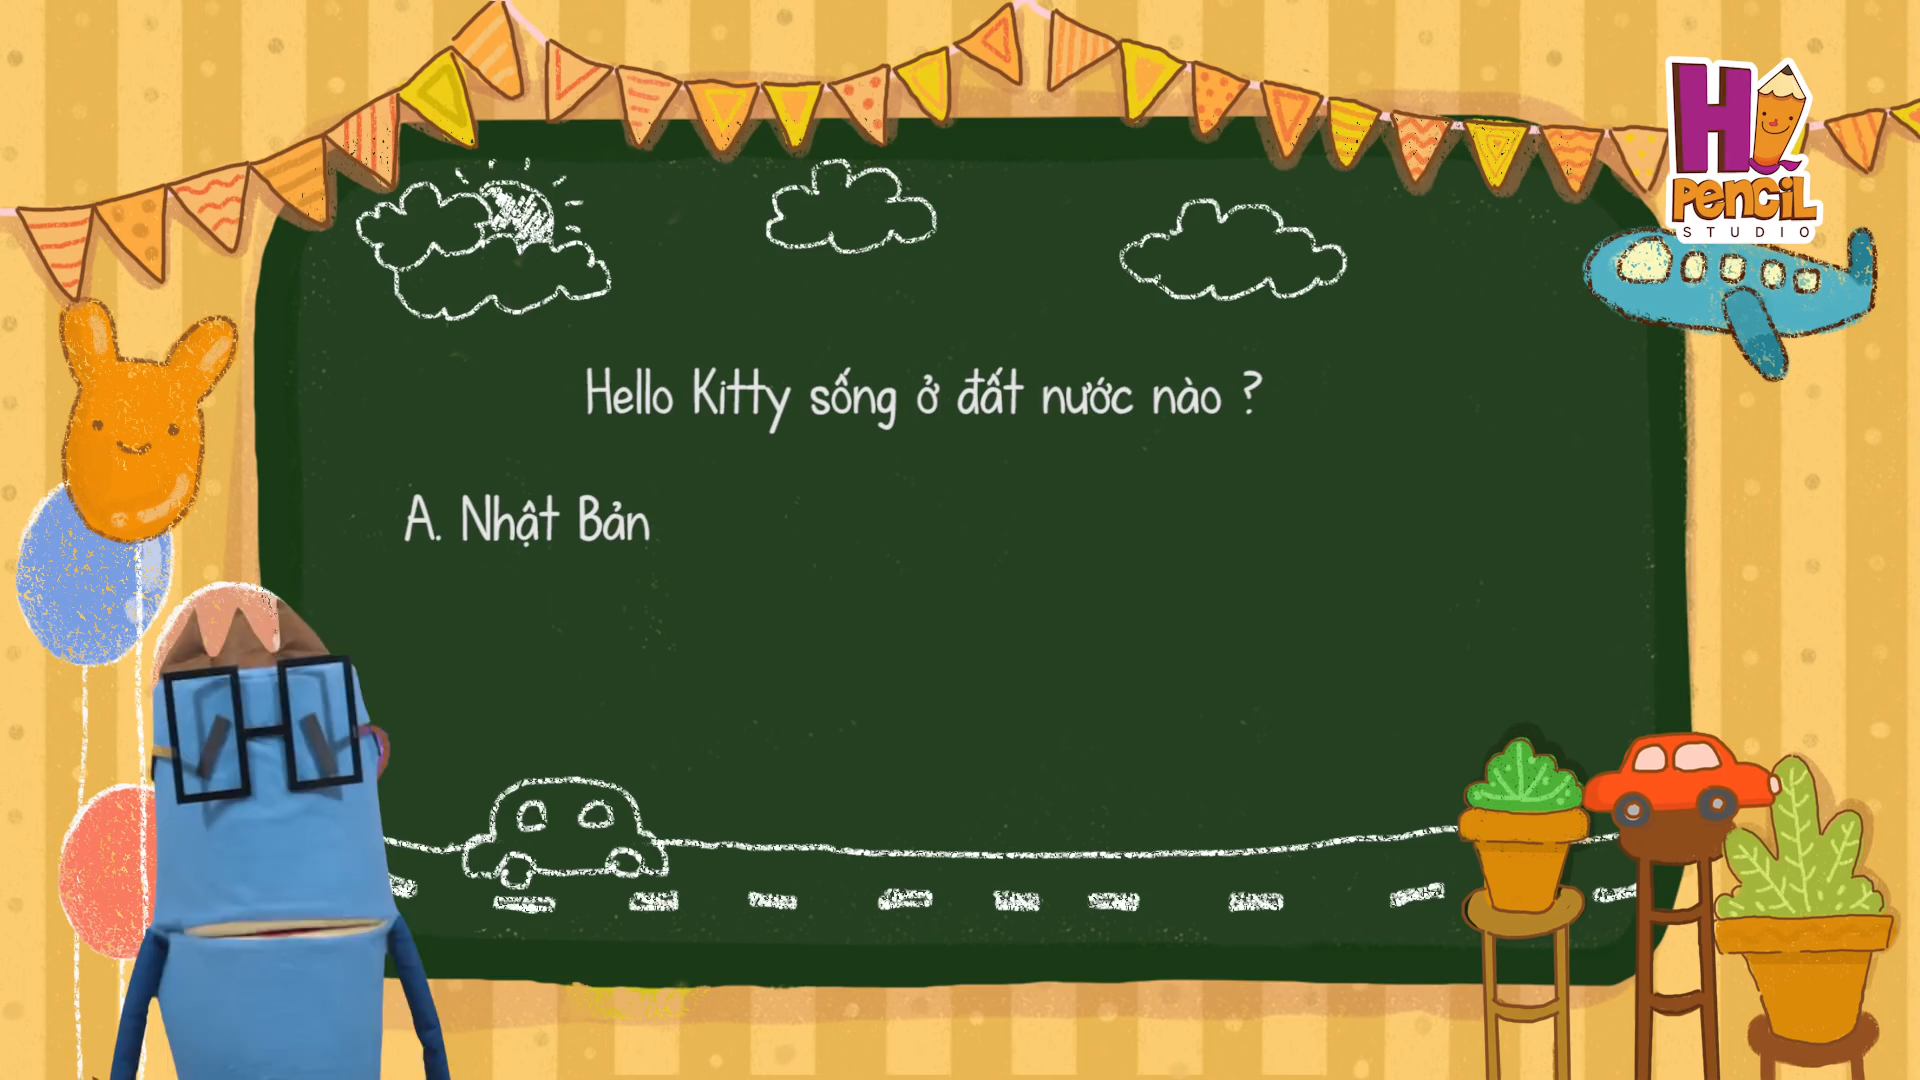 Hi
PENCIL
STUDIO
Hello Kitty sống ở đất nước nào ?
A. Nhật Bản